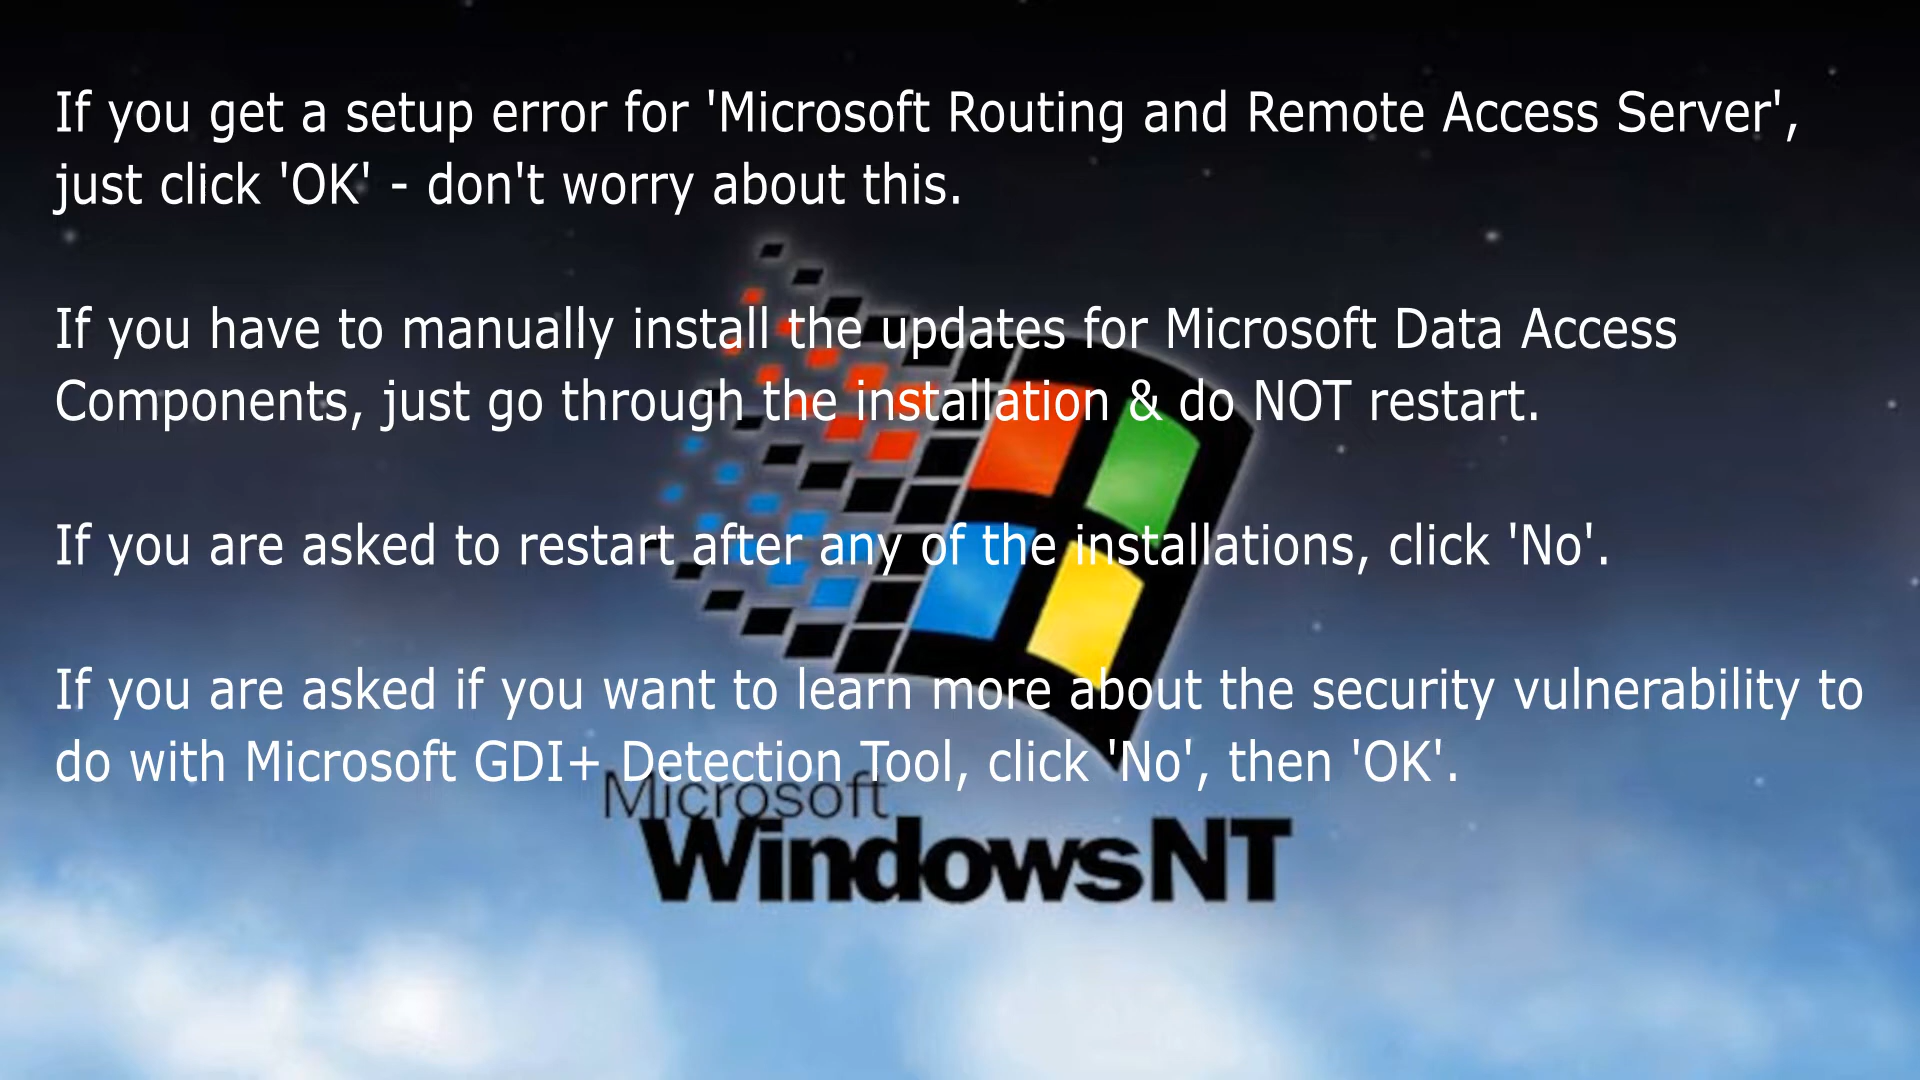 If you get a setup error for 'Microsoft Routing and Remote Access Server',
just click 'OK' - don't worry about this.
If you have to manually install the updates for Microsoft Data Access
Components, just go through the installation & do NOT restart.
If you are asked to restart after any of the installations, click 'No'.
If you are asked if you want to learn more about the security vulnerability to
do with Microsoft GDI+ Detection Tool, click 'No', then 'OK'.
Microsoft
WindowsNT